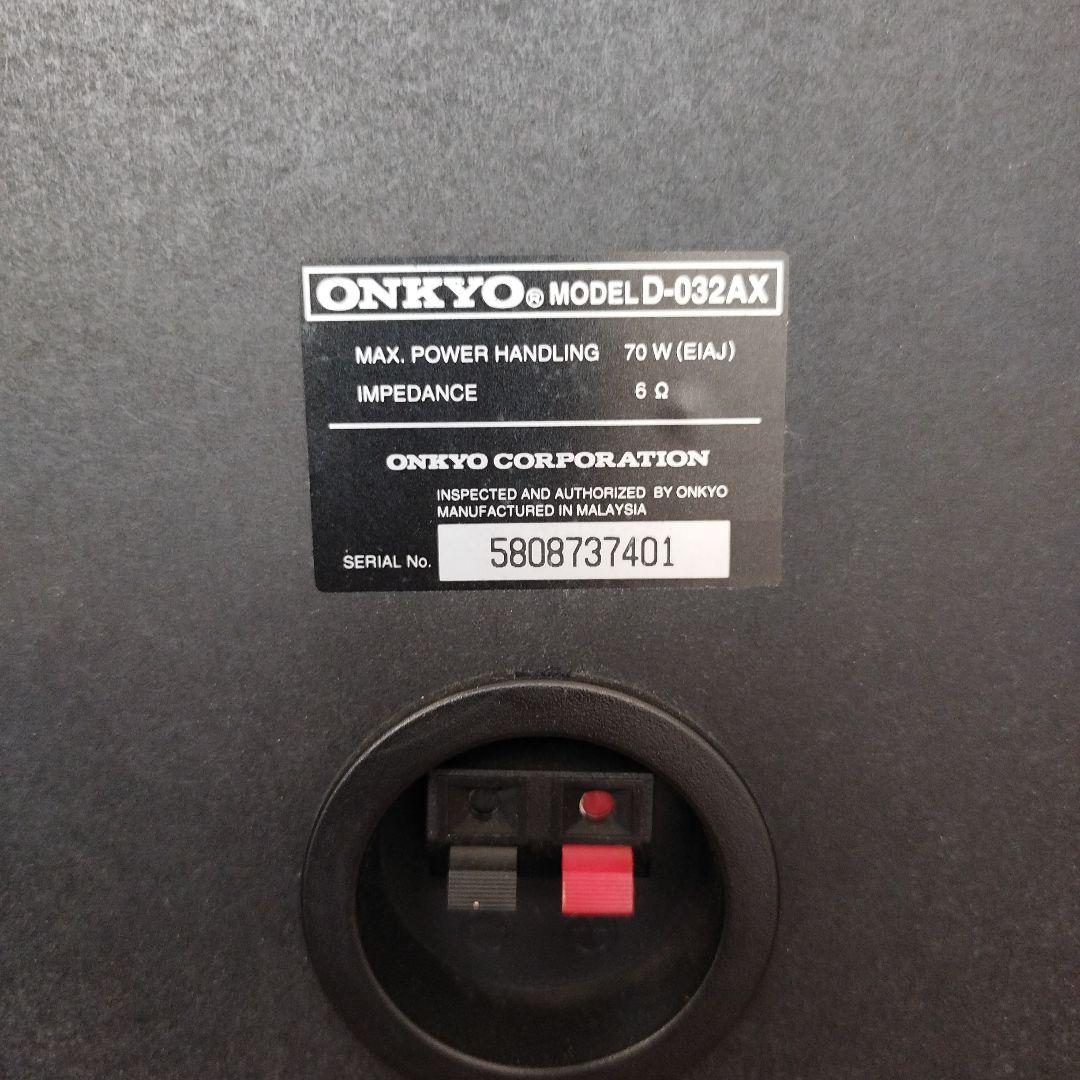 ONKYO® MODEL D-032AX
MAX. POWER HANDLING 70 W (EIAJ)
IMPEDANCE 6 Ω
ONKYO CORPORATION
INSPECTED AND AUTHORIZED BY ONKYO
MANUFACTURED IN MALAYSIA
SERIAL No. 5808737401